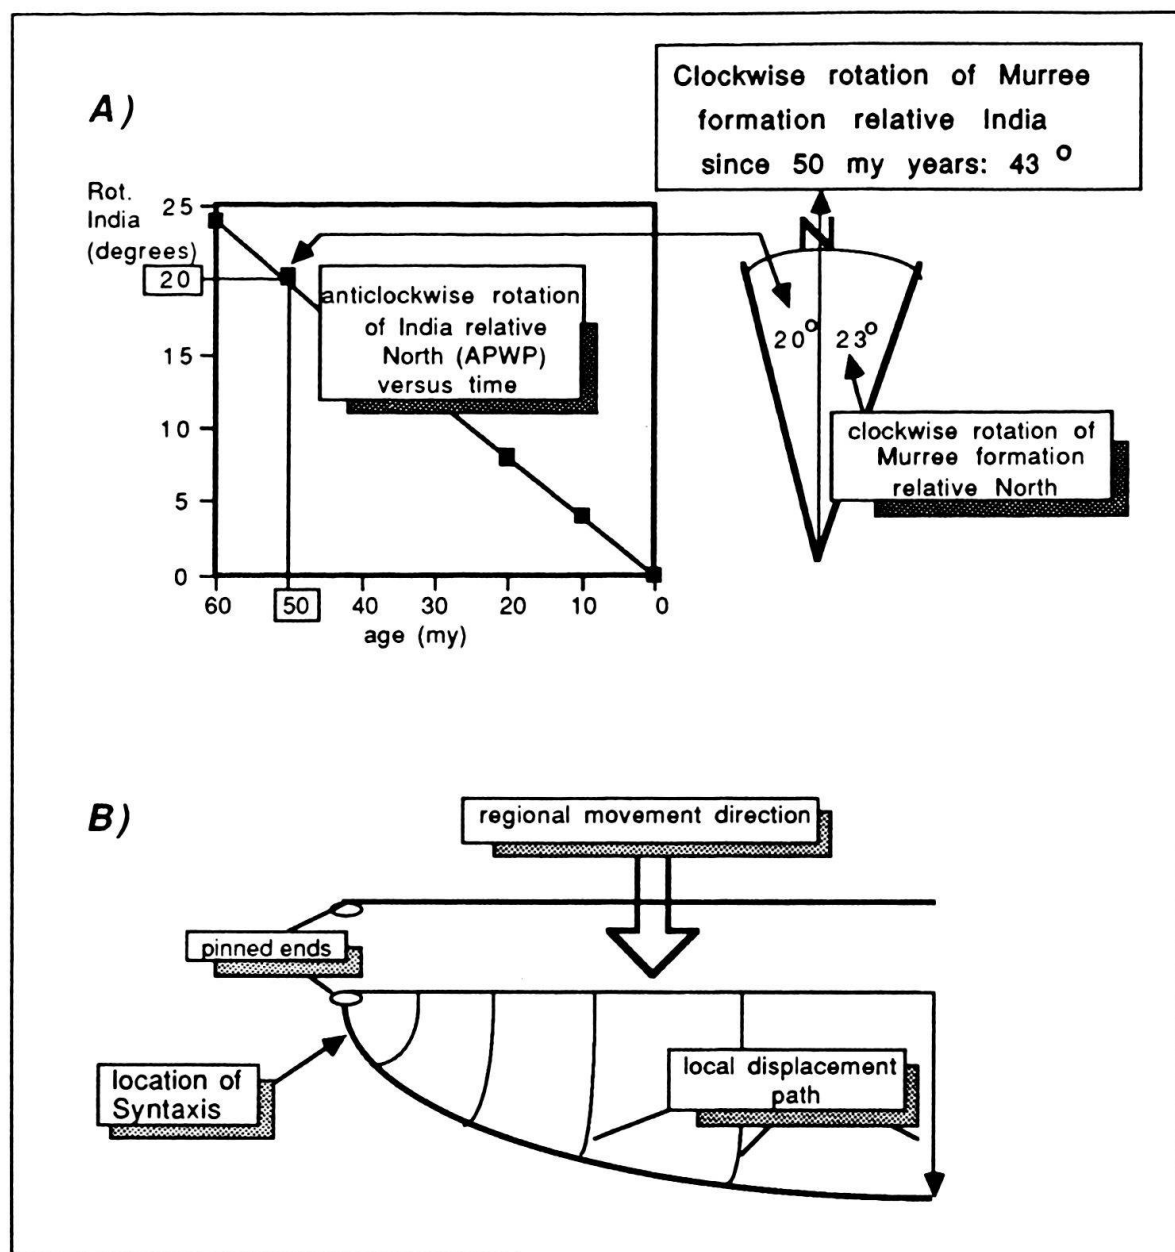 A)
Clockwise rotation of Murree
formation relative India
since 50 my years: 43 °
Rot.
India
(degrees)
25
20
15
10
5
0
anticlockwise rotation
of India relative
North (APWP)
versus time
60
50
40
30
20
10
0
age (my)
N
20° 23°
clockwise rotation of
Murree formation
relative North
B)
regional movement direction
pinned ends
location of
Syntaxis
local displacement
path